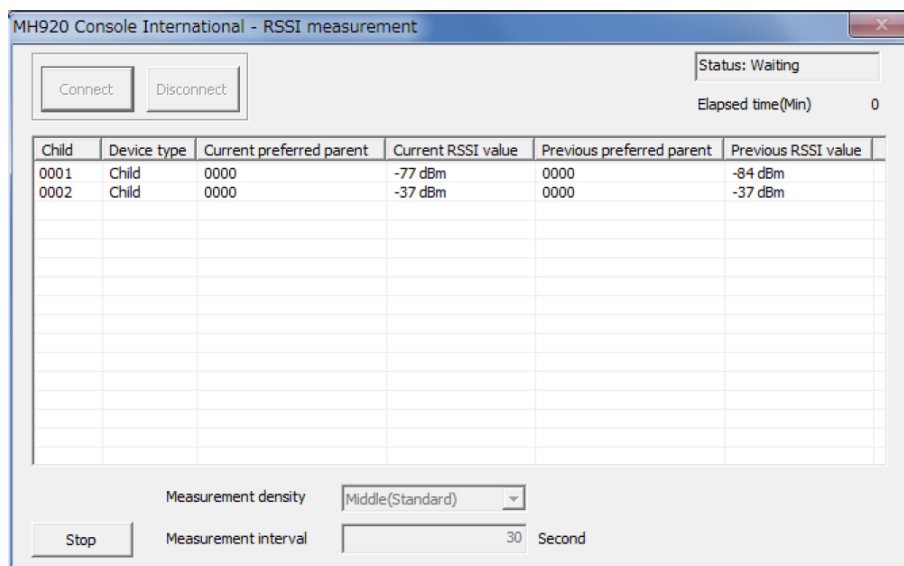 MH920 Console International - RSSI measurement
Connect Disconnect
Status: Waiting
Elapsed time(Min) 0
Child Device type Current preferred parent Current RSSI value Previous preferred parent Previous RSSI value
0001 Child 0000 -77 dBm 0000 -84 dBm
0002 Child 0000 -37 dBm 0000 -37 dBm
Measurement density Middle(Standard)
Stop Measurement interval 30 Second